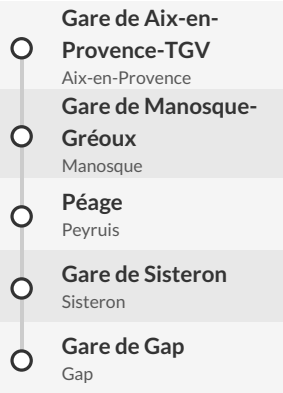 Gare de Aix-en-
Provence-TGV
Aix-en-Provence
Gare de Manosque-
Gréoux
Manosque
Péage
Peyruis
Gare de Sisteron
Sisteron
Gare de Gap
Gap